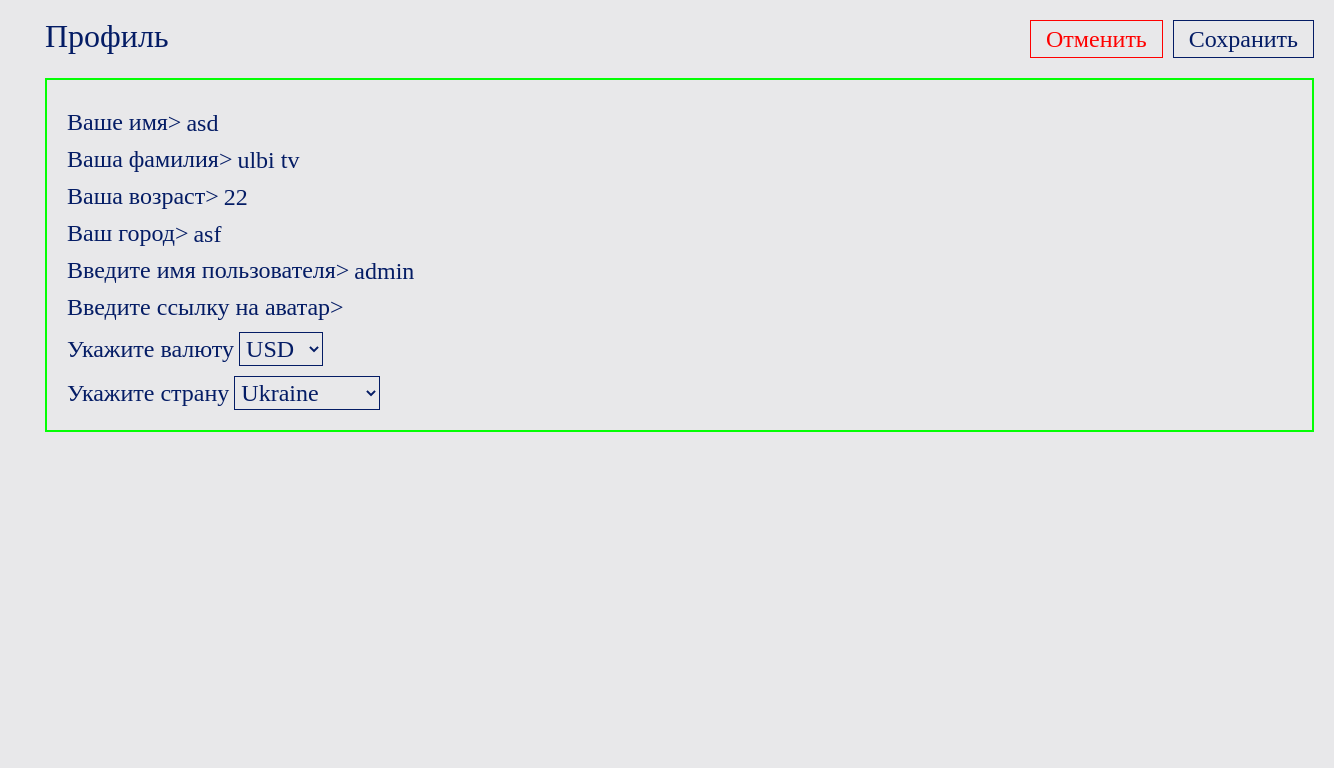 Профиль
Отменить
Сохранить
Ваше имя> asd
Ваша фамилия> ulbi tv
Ваша возраст> 22
Ваш город> asf
Введите имя пользователя> admin
Введите ссылку на аватар>
Укажите валюту USD
Укажите страну Ukraine